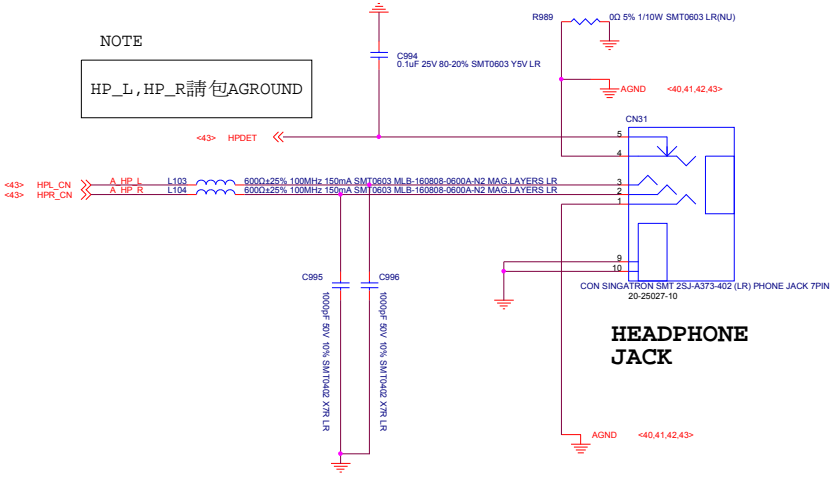 R989
0Ω 5% 1/10W SMT0603 LR(NU)
NOTE
C994
0.1uF 25V 80-20% SMT0603 Y5V LR
HP_L,HP_R請包AGROUND
AGND <40,41,42,43>
CN31
<43> HPDET
5
4
<43> HPL_CN A_HP_L L103 600Ω±25% 100MHz 150mA SMT0603 MLB-160808-0600A-N2 MAG.LAYERS LR
3
<43> HPR_CN A_HP_R L104 600Ω±25% 100MHz 150mA SMT0603 MLB-160808-0600A-N2 MAG.LAYERS LR
2
1
9
10
C995
1000pF 50V 10% SMT0402 X7R LR
C996
1000pF 50V 10% SMT0402 X7R LR
CON SINGATRON SMT 2SJ-A373-402 (LR) PHONE JACK 7PIN
20-25027-10
HEADPHONE
JACK
AGND <40,41,42,43>